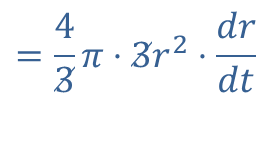 = 4/3 π · 3r² · dr/dt